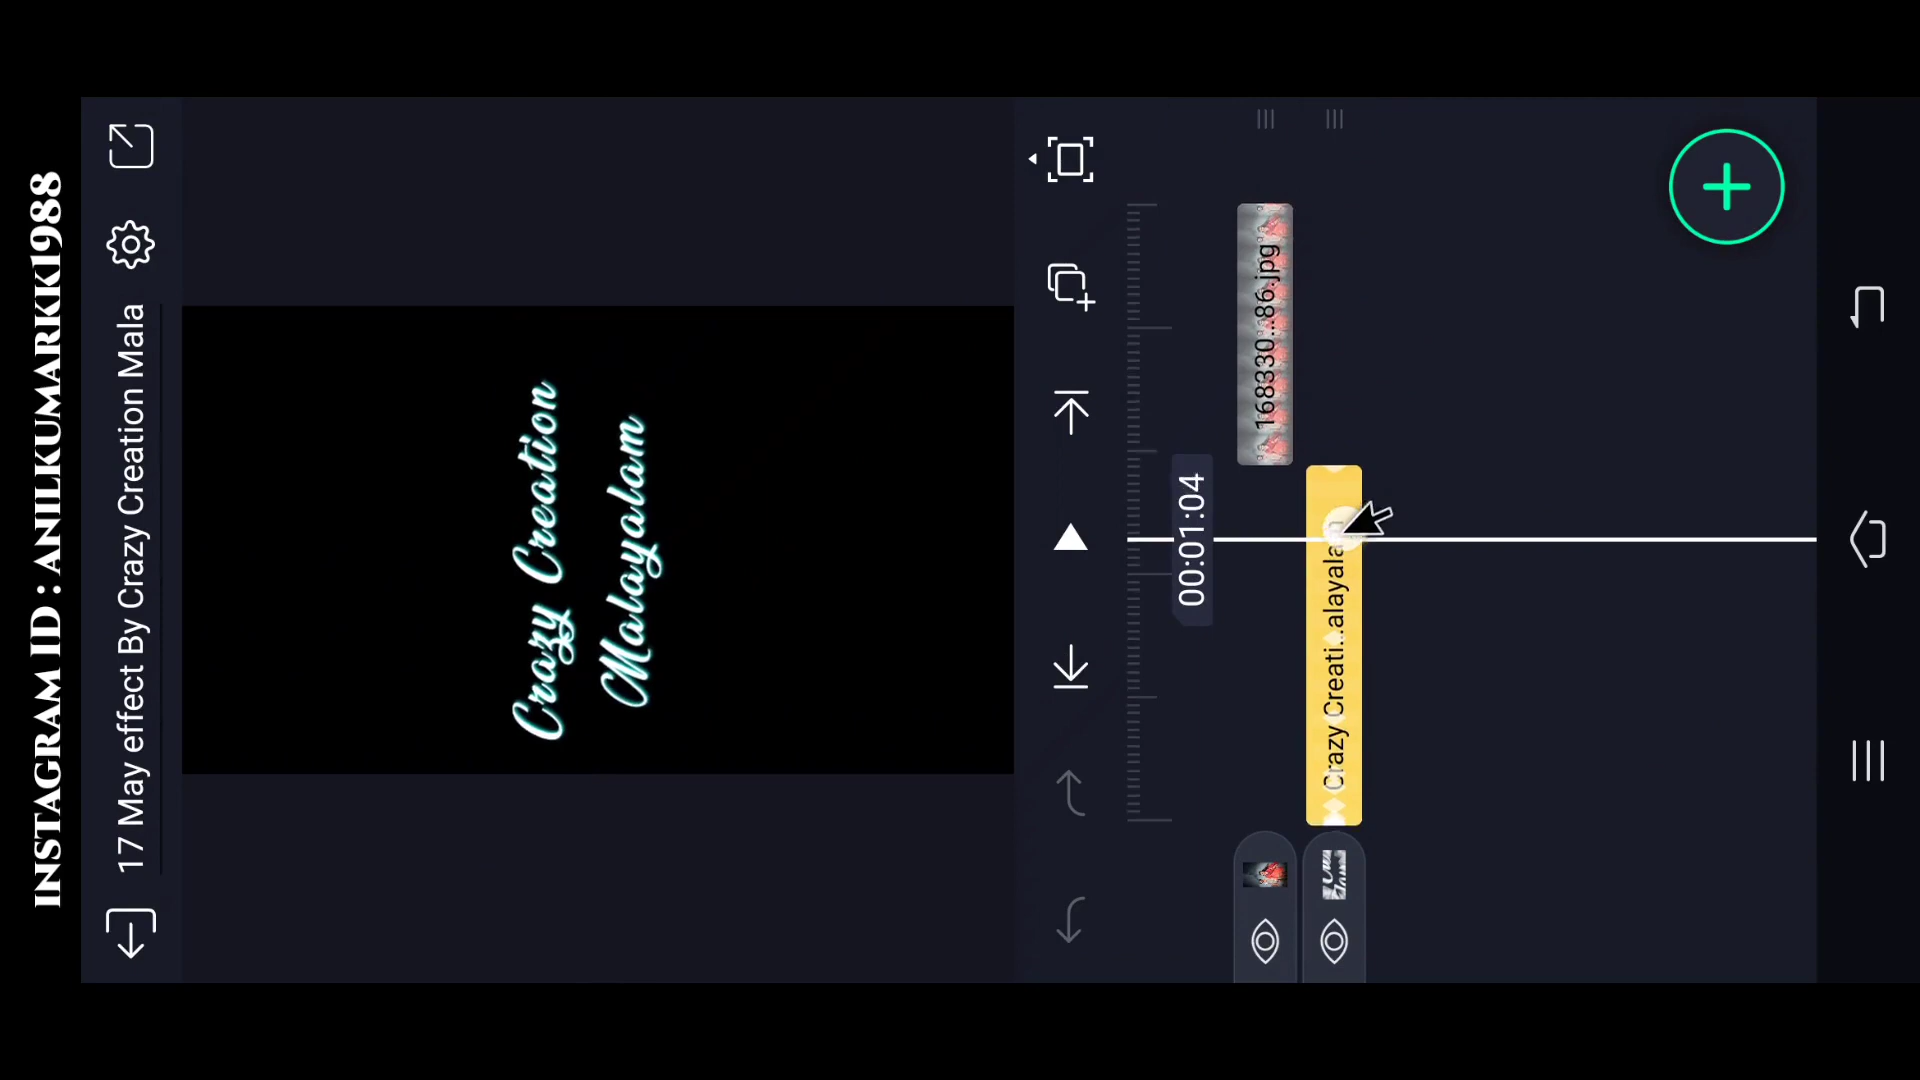 INSTAGRAM ID : ANILKUMARKK1988
17 May effect By Crazy Creation Mala
Crazy Creation
Malayalam
00:01:04
168330...86.jpg
Crazy Creati...alayalam